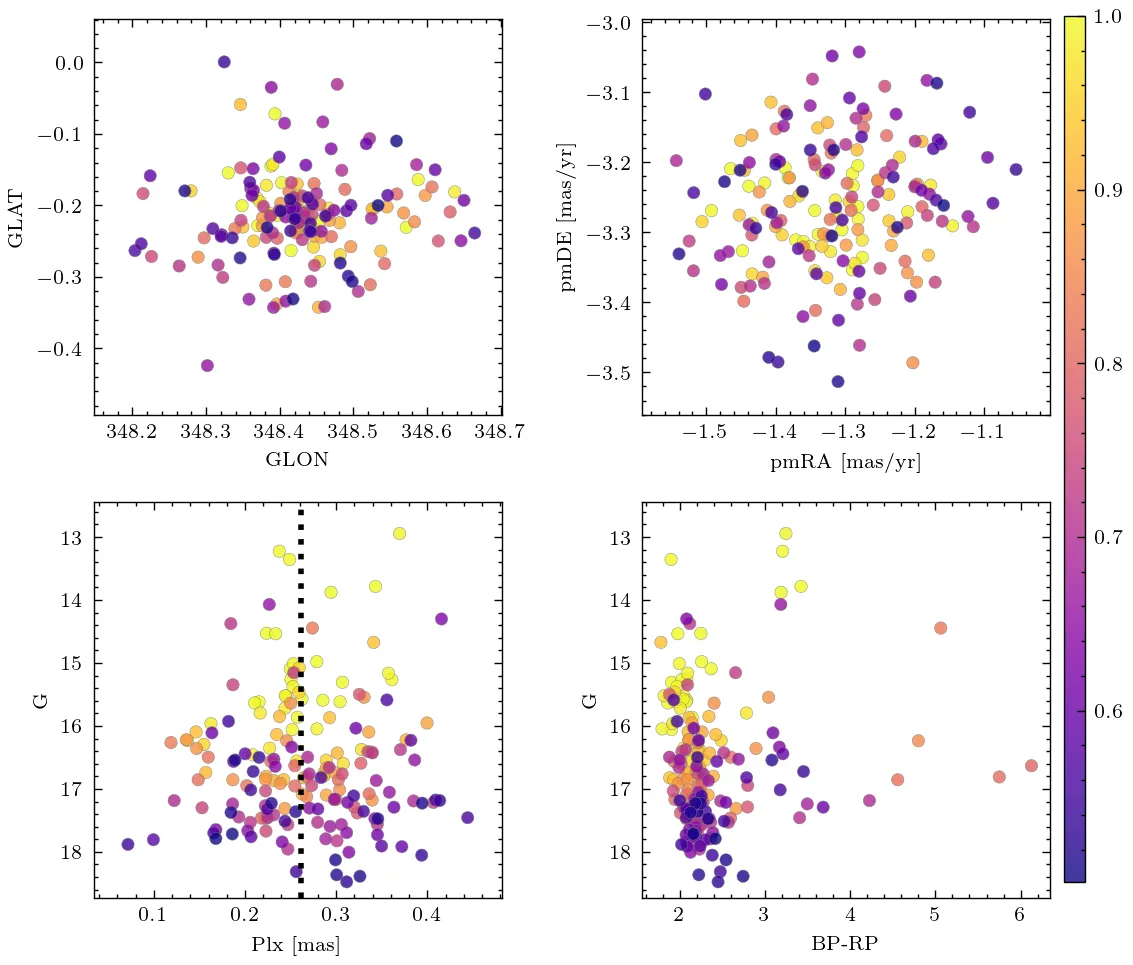 0.0
−0.1
−0.2
−0.3
−0.4
GLAT
348.2 348.3 348.4 348.5 348.6 348.7
GLON
−3.0
−3.1
−3.2
−3.3
−3.4
−3.5
pmDE [mas/yr]
−1.5 −1.4 −1.3 −1.2 −1.1
pmRA [mas/yr]
1.0
0.9
0.8
0.7
0.6
13
14
15
16
17
18
G
0.1 0.2 0.3 0.4
Plx [mas]
13
14
15
16
17
18
G
2 3 4 5 6
BP-RP